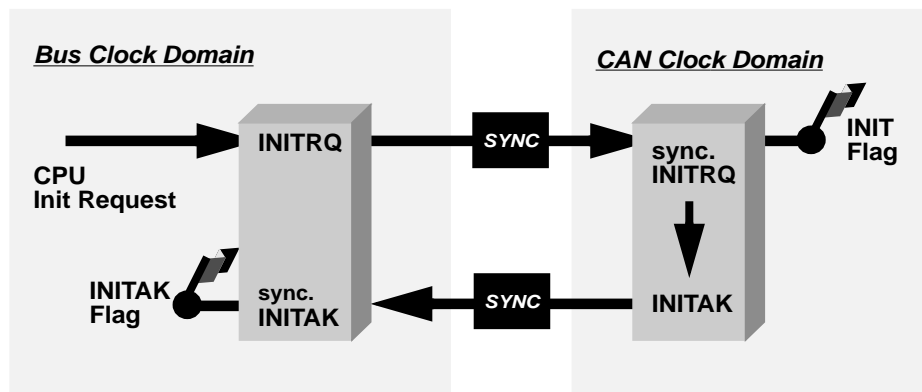 Bus Clock Domain
CAN Clock Domain
CPU
Init Request
INITRQ
SYNC
sync.
INITRQ
INIT
Flag
INITAK
Flag
sync.
INITAK
SYNC
INITAK